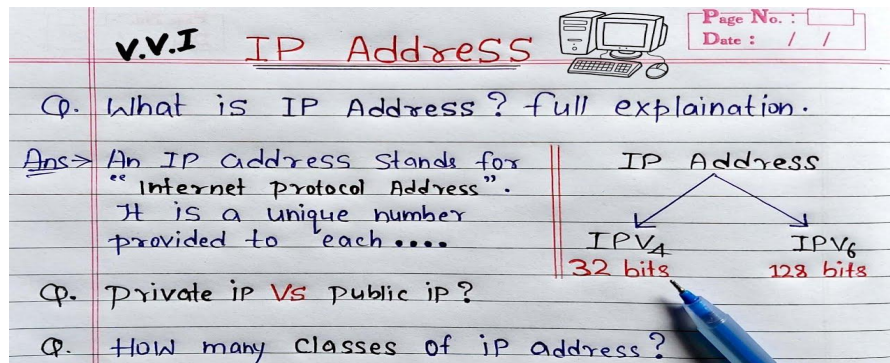 Page No. :
Date : / /
V.V.I IP Address
Q. What is IP Address? full explaination.
Ans→ An IP address stands for
"Internet protocol Address".
It is a unique number
provided to each ....
IP Address
IPV4 IPV6
32 bits 128 bits
Q. Private ip Vs Public ip?
Q. How many Classes of ip address?